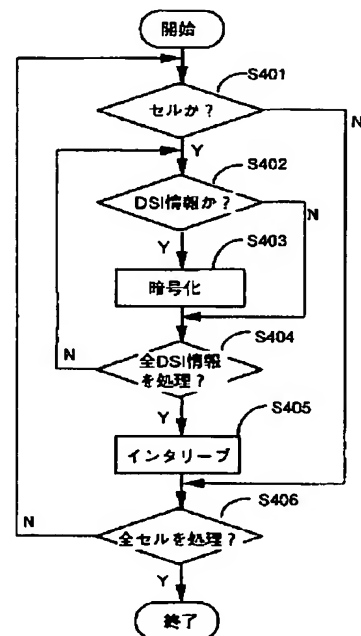 開始
S401
セルか?
N
Y
S402
DSI情報か?
N
Y
S403
暗号化
S404
全DSI情報
を処理?
N
Y
S405
インタリーブ
S406
全セルを処理?
N
Y
終了